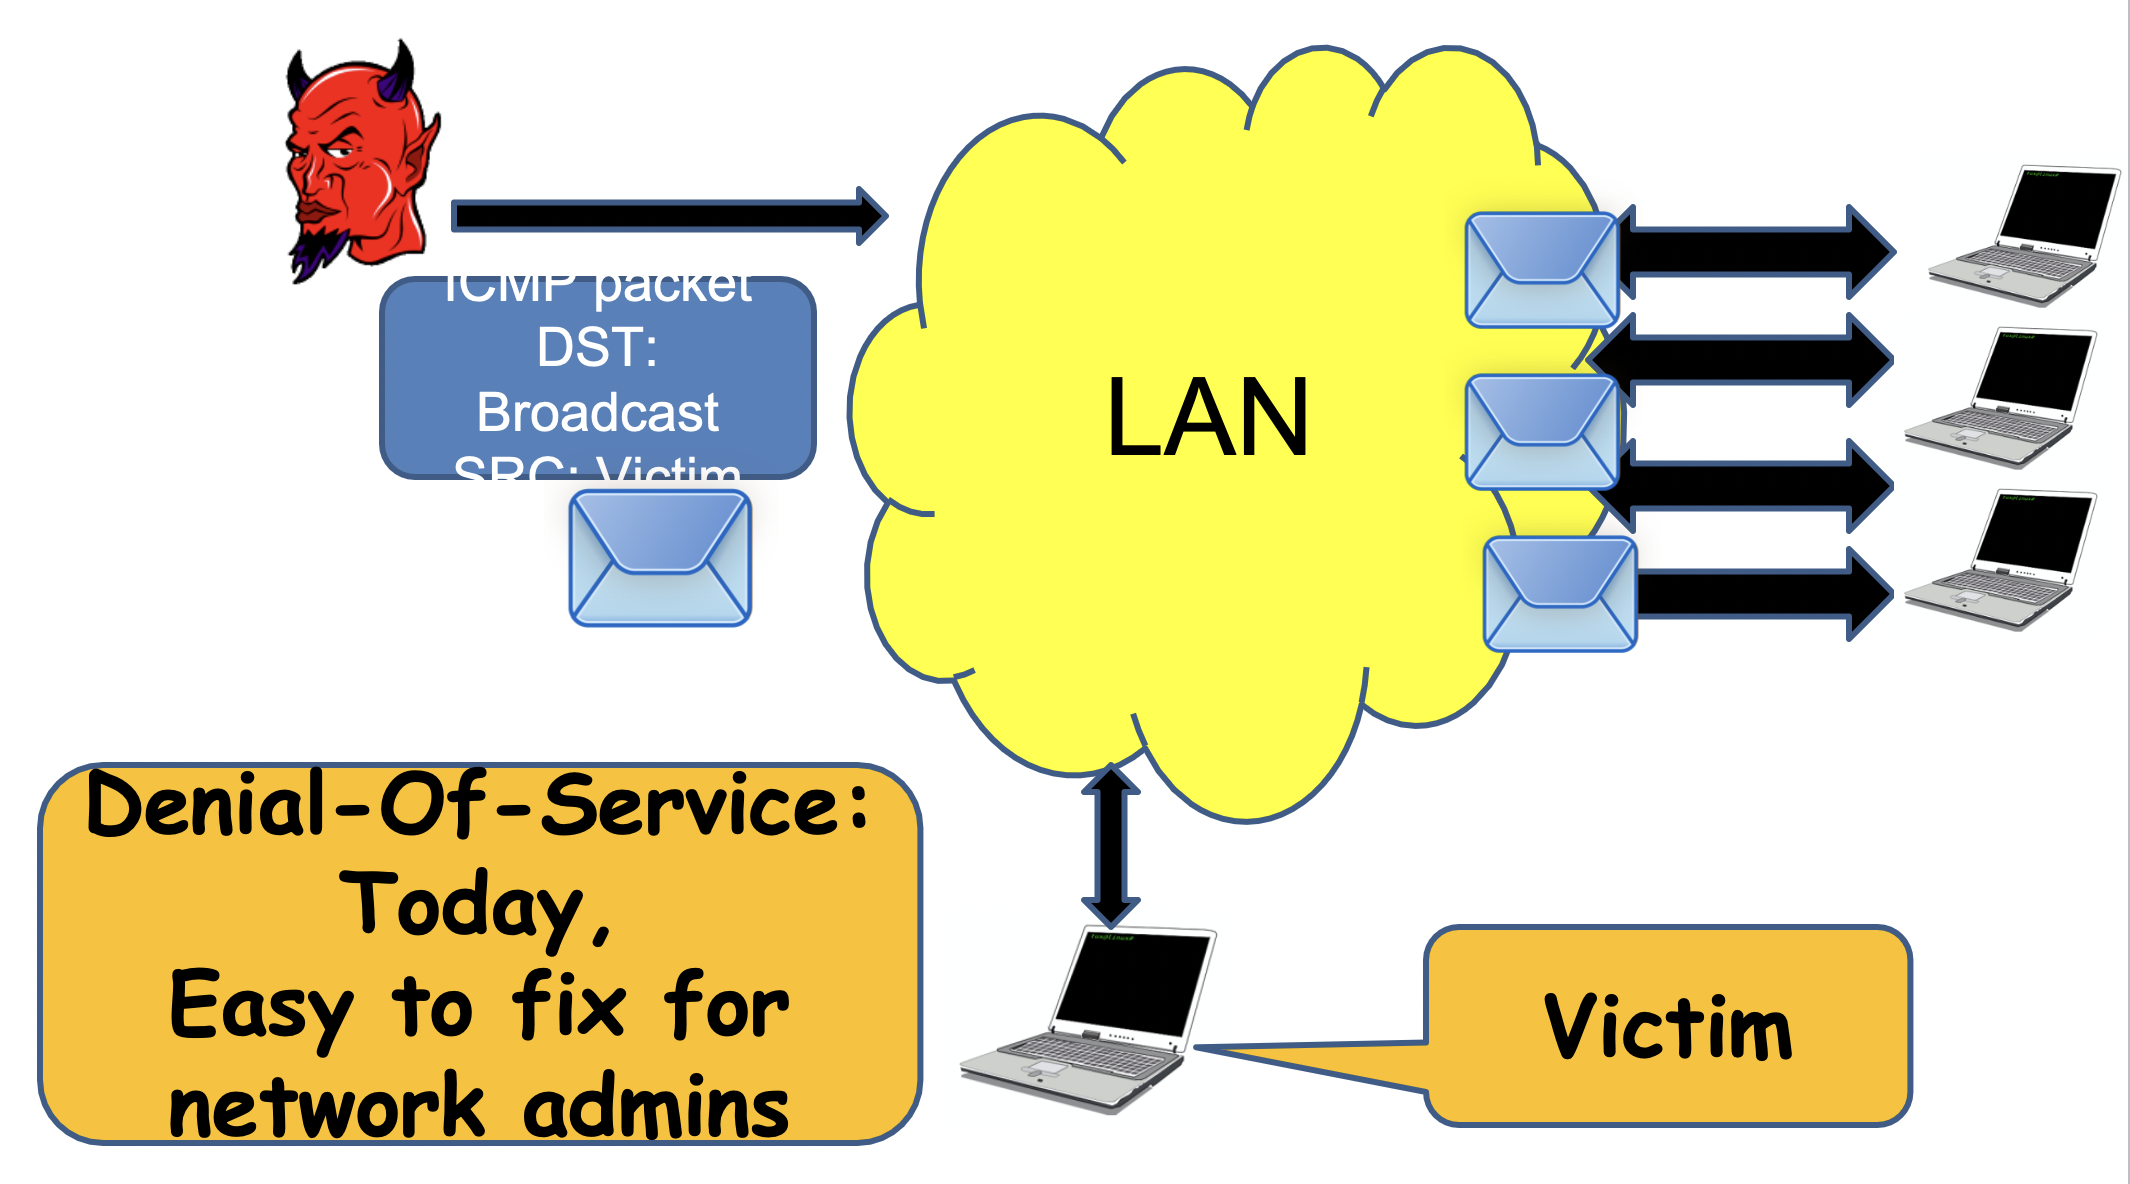 ICMP packet
DST:
Broadcast
SRC: Victim
LAN
Denial-Of-Service:
Today,
Easy to fix for
network admins
Victim